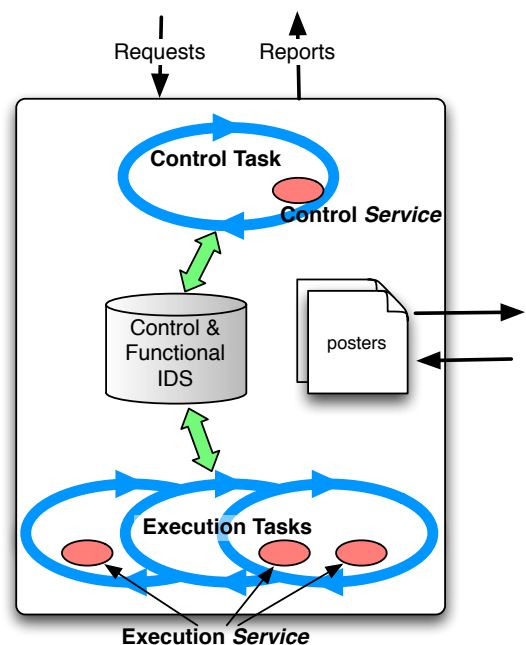 Requests
Reports
Control Task
Control Service
Control &
Functional
IDS
posters
Execution Tasks
Execution Service